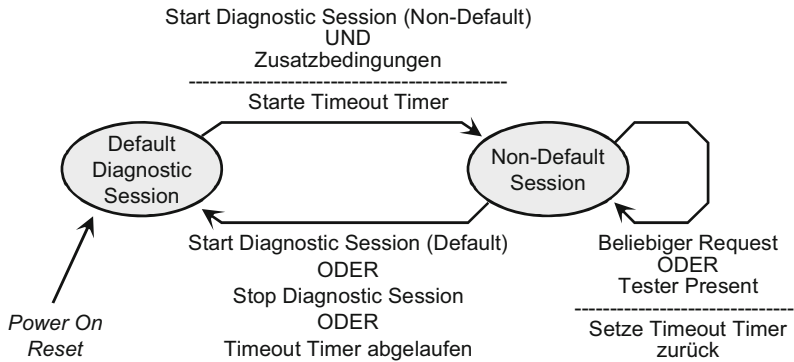 Start Diagnostic Session (Non-Default)
UND
Zusatzbedingungen
Starte Timeout Timer
Default
Diagnostic
Session
Non-Default
Session
Start Diagnostic Session (Default)
ODER
Stop Diagnostic Session
ODER
Timeout Timer abgelaufen
Beliebiger Request
ODER
Tester Present
Setze Timeout Timer
zurück
Power On
Reset